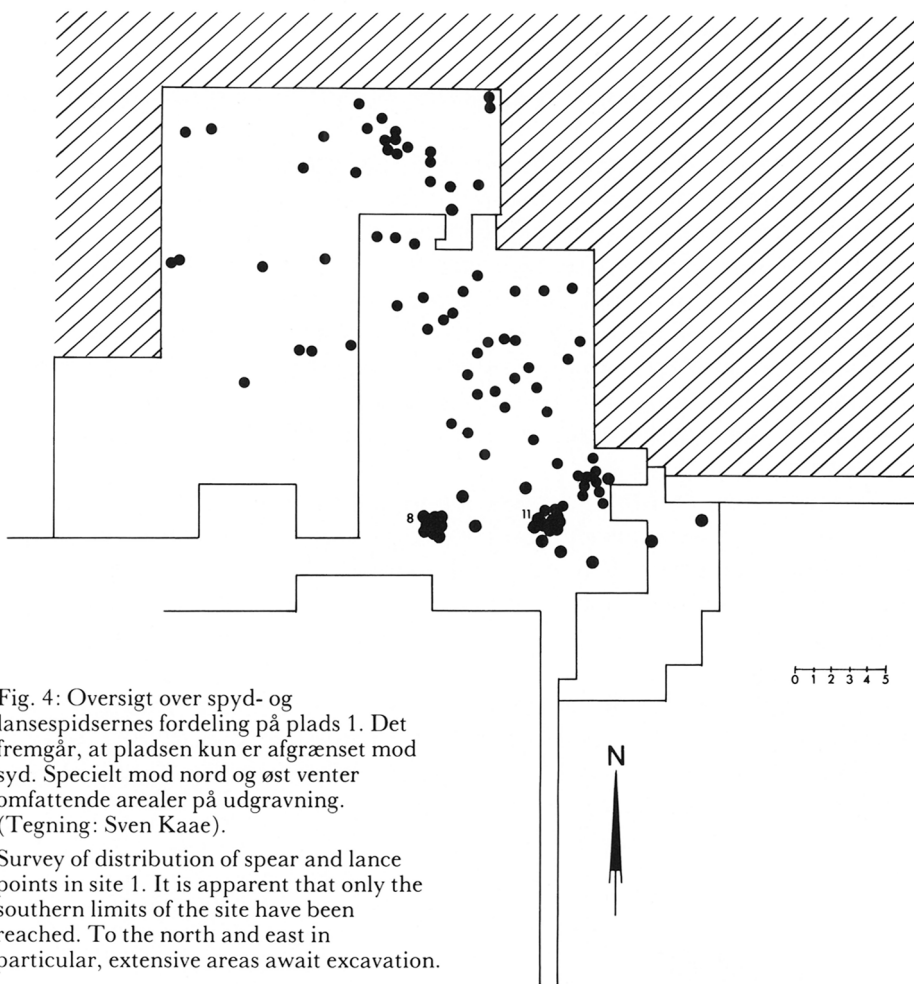 8
11
0 1 2 3 4 5
N
Fig. 4: Oversigt over spyd- og
lansespidsernes fordeling på plads 1. Det
fremgår, at pladsen kun er afgrænset mod
syd. Specielt mod nord og øst venter
omfattende arealer på udgravning.
(Tegning: Sven Kaae).
Survey of distribution of spear and lance
points in site 1. It is apparent that only the
southern limits of the site have been
reached. To the north and east in
particular, extensive areas await excavation.